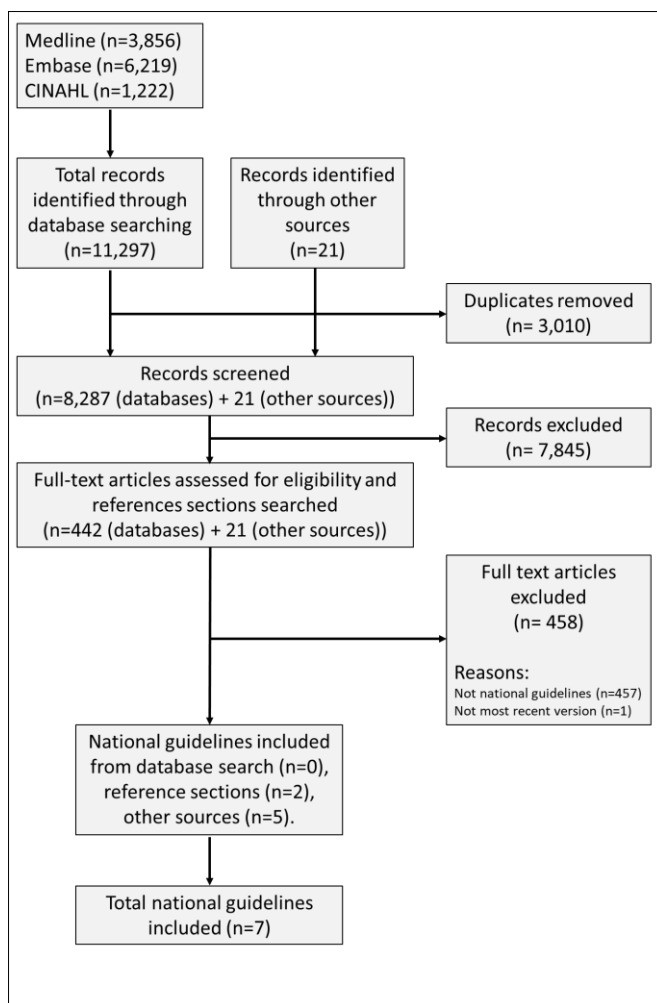 Medline (n=3,856)
Embase (n=6,219)
CINAHL (n=1,222)
Total records
identified through
database searching
(n=11,297)
Records identified
through other
sources
(n=21)
Duplicates removed
(n= 3,010)
Records screened
(n=8,287 (databases) + 21 (other sources))
Records excluded
(n= 7,845)
Full-text articles assessed for eligibility and
references sections searched
(n=442 (databases) + 21 (other sources))
Full text articles
excluded
(n= 458)
Reasons:
Not national guidelines (n=457)
Not most recent version (n=1)
National guidelines included
from database search (n=0),
reference sections (n=2),
other sources (n=5).
Total national guidelines
included (n=7)